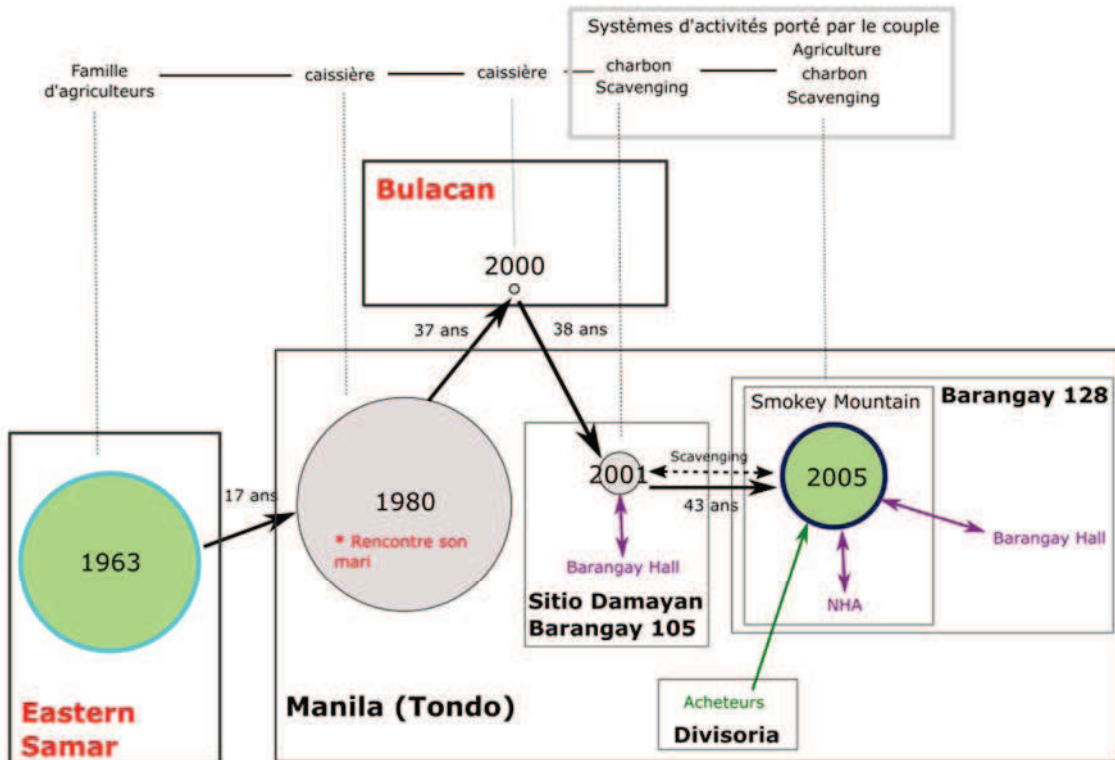 Systèmes d'activités porté par le couple
Famille
d'agriculteurs
caissière
caissière
charbon
Scavenging
Agriculture
charbon
Scavenging
Bulacan
2000
37 ans
38 ans
Smokey Mountain
Barangay 128
17 ans
1963
1980
* Rencontre son
mari
2001
Scavenging
43 ans
2005
Barangay Hall
Barangay Hall
NHA
Sitio Damayan
Barangay 105
Eastern
Samar
Manila (Tondo)
Acheteurs
Divisoria